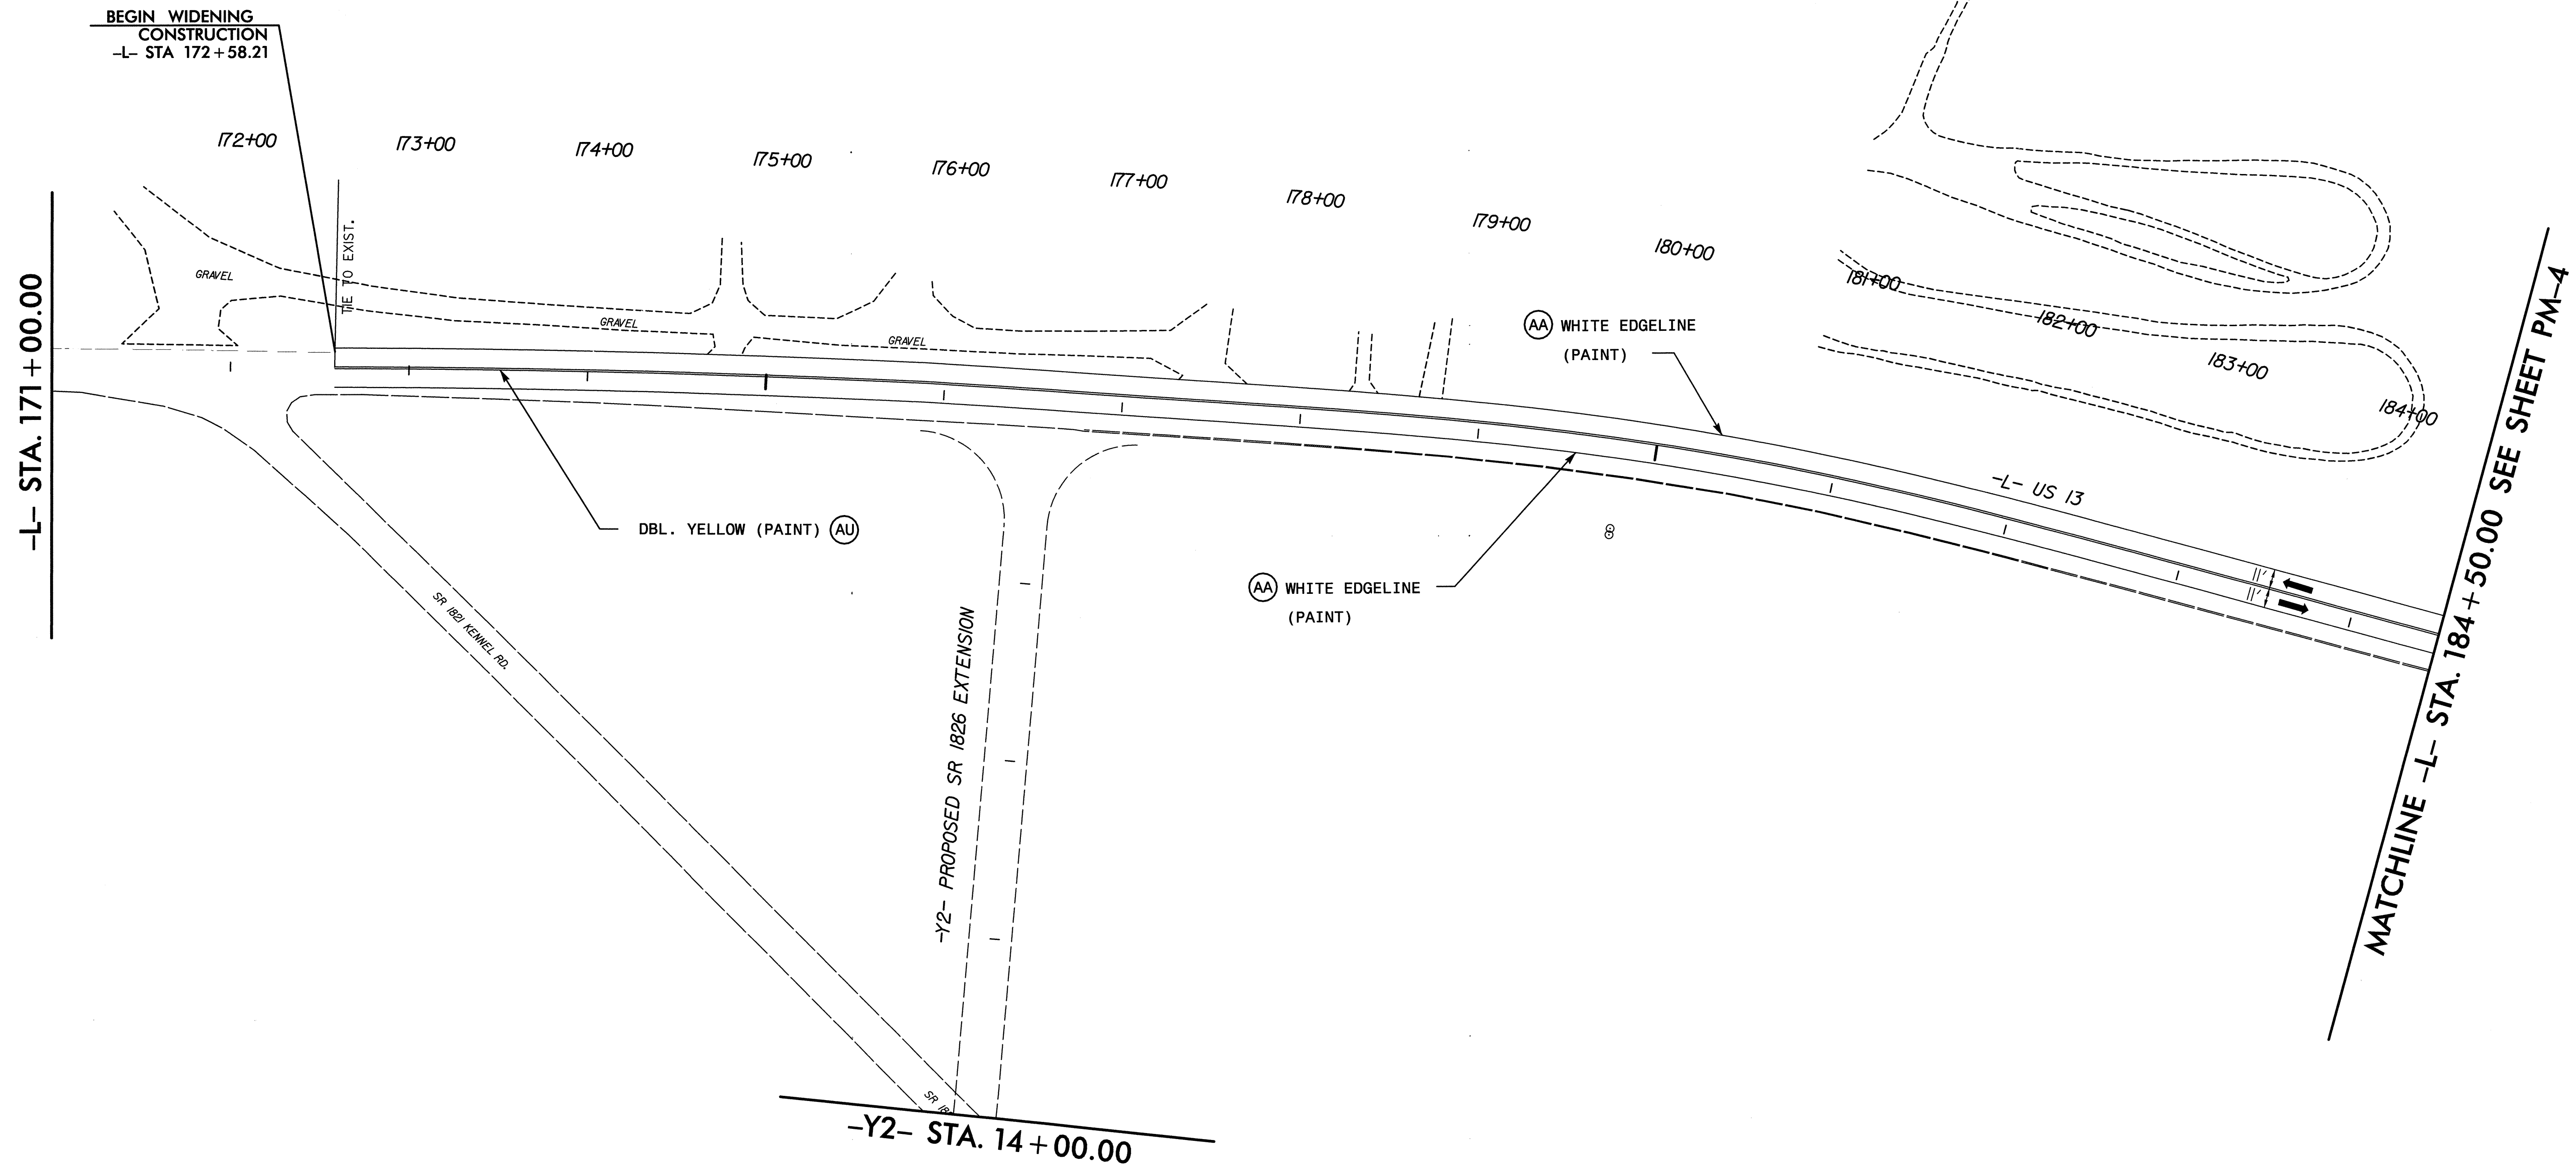 BEGIN WIDENING
CONSTRUCTION
-L- STA 172+58.21
172+00
173+00
174+00
175+00
176+00
177+00
178+00
179+00
180+00
181+00
182+00
183+00
184+00
TIE TO EXIST.
GRAVEL
GRAVEL
GRAVEL
AA WHITE EDGELINE
(PAINT)
-L- US 13
11'
11'
DBL. YELLOW (PAINT) AU
AA WHITE EDGELINE
(PAINT)
SR 1821 KENNEL RD.
-Y2- PROPOSED SR 1826 EXTENSION
-L- STA. 171+00.00
MATCHLINE -L- STA. 184+50.00 SEE SHEET PM-4
-Y2- STA. 14+00.00